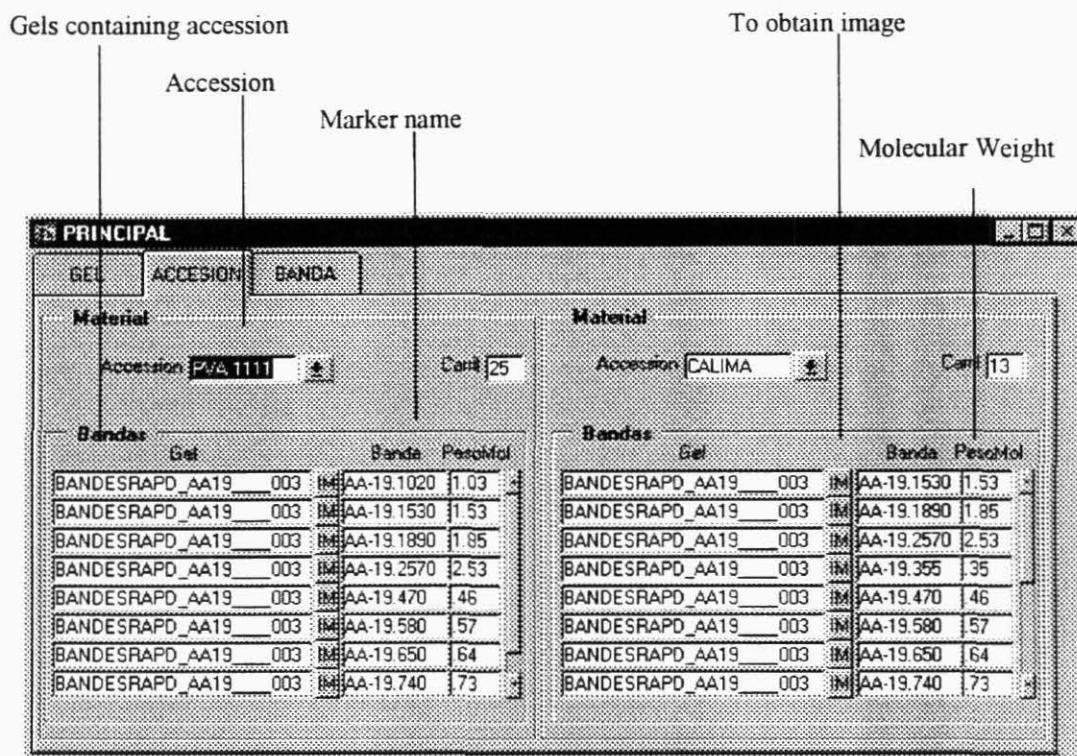 Gels containing accession
To obtain image
Accession
Marker name
Molecular Weight
PRINCIPAL
GEL ACCESION BANDA
Material
Accession PVA 1111 Carril 25
Bandas
Gel Banda PesoMol
BANDESRAPD_AA19____003 IM AA-19.1020 1.03
BANDESRAPD_AA19____003 IM AA-19.1530 1.53
BANDESRAPD_AA19____003 IM AA-19.1890 1.85
BANDESRAPD_AA19____003 IM AA-19.2570 2.53
BANDESRAPD_AA19____003 IM AA-19.470 .46
BANDESRAPD_AA19____003 IM AA-19.580 .57
BANDESRAPD_AA19____003 IM AA-19.650 .64
BANDESRAPD_AA19____003 IM AA-19.740 .73
Material
Accession CALIMA Carril 13
Bandas
Gel Banda PesoMol
BANDESRAPD_AA19____003 IM AA-19.1530 1.53
BANDESRAPD_AA19____003 IM AA-19.1890 1.85
BANDESRAPD_AA19____003 IM AA-19.2570 2.53
BANDESRAPD_AA19____003 IM AA-19.355 .35
BANDESRAPD_AA19____003 IM AA-19.470 .46
BANDESRAPD_AA19____003 IM AA-19.580 .57
BANDESRAPD_AA19____003 IM AA-19.650 .64
BANDESRAPD_AA19____003 IM AA-19.740 .73